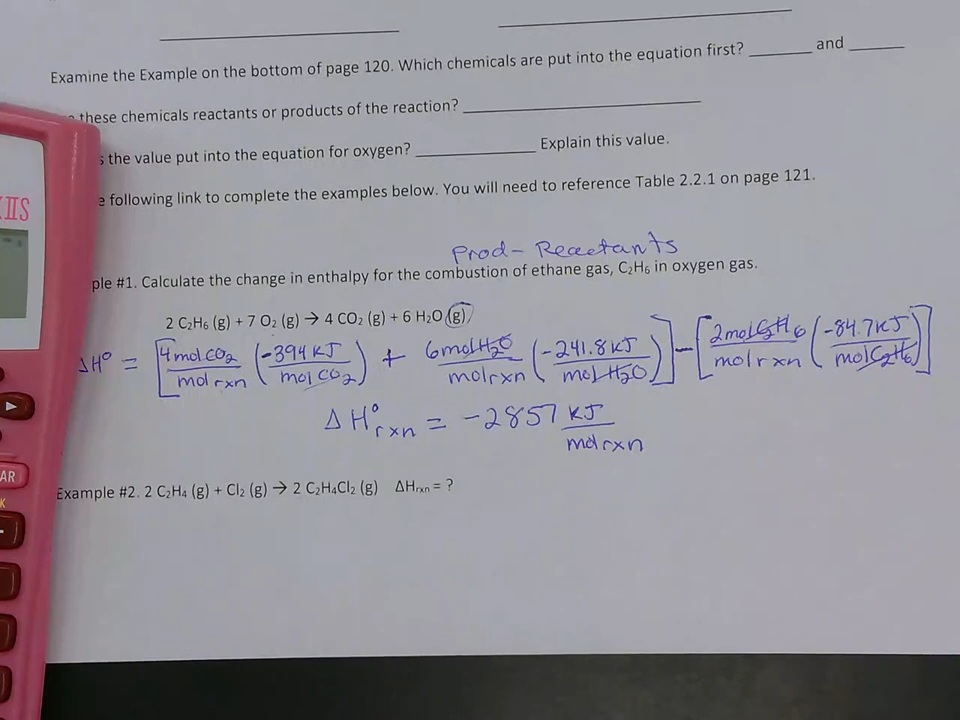 Examine the Example on the bottom of page 120. Which chemicals are put into the equation first? ______ and ______
these chemicals reactants or products of the reaction? ______
the value put into the equation for oxygen? ______ Explain this value.
following link to complete the examples below. You will need to reference Table 2.2.1 on page 121.
IIS
Prod - Reactants
ple #1. Calculate the change in enthalpy for the combustion of ethane gas, C₂H₆ in oxygen gas.
2 C₂H₆ (g) + 7 O₂ (g) → 4 CO₂ (g) + 6 H₂O (g)
ΔH° = [4 mol CO₂/mol rxn (-394 KJ/mol CO₂) + 6 mol H₂O/mol rxn (-241.8 KJ/mol H₂O)] - [2 mol C₂H₆/mol rxn (-84.7 KJ/mol C₂H₆)]
ΔH°rxn = -2857 KJ/mol rxn
AR
Example #2. 2 C₂H₄ (g) + Cl₂ (g) → 2 C₂H₄Cl₂ (g) ΔHrxn = ?